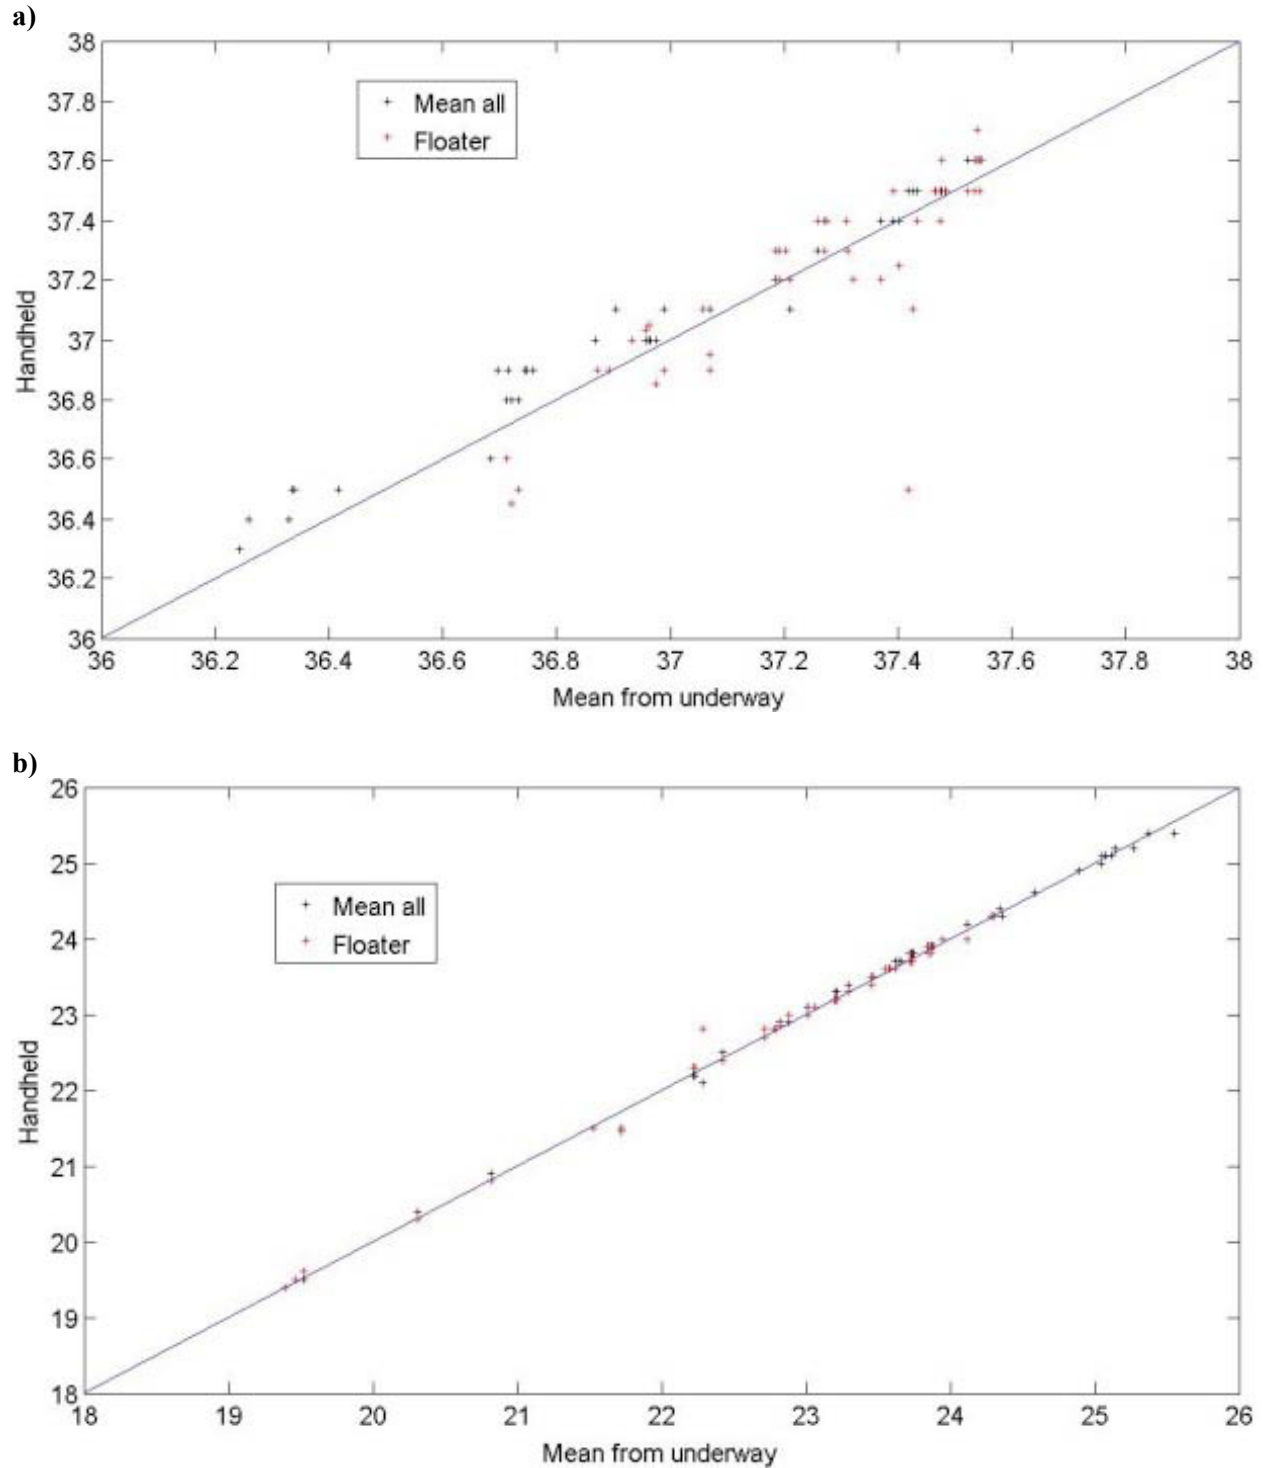 a)
38
37.8
Mean all
Floater
37.6
37.4
37.2
Handheld
37
36.8
36.6
36.4
36.2
36
36 36.2 36.4 36.6 36.8 37 37.2 37.4 37.6 37.8 38
Mean from underway
b)
26
25
Mean all
Floater
24
23
Handheld
22
21
20
19
18
18 19 20 21 22 23 24 25 26
Mean from underway